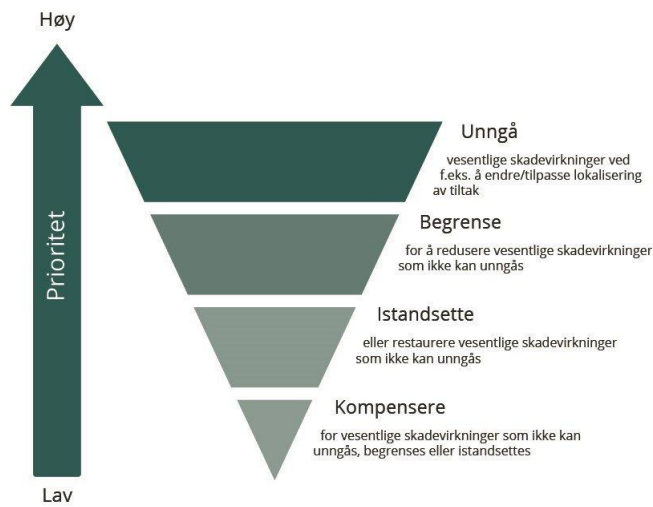 Høy
Prioritet
Unngå
vesentlige skadevirkninger ved
f.eks. å endre/tilpasse lokalisering
av tiltak
Begrense
for å redusere vesentlige skadevirkninger
som ikke kan unngås
Istandsette
eller restaurere vesentlige skadevirkninger
som ikke kan unngås
Kompensere
for vesentlige skadevirkninger som ikke kan
unngås, begrenses eller istandsettes
Lav